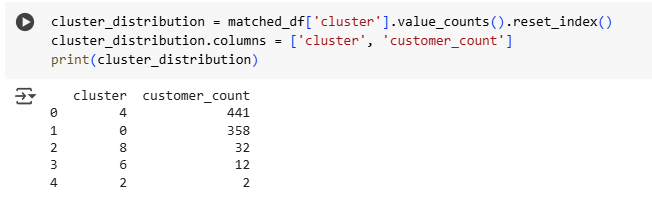 cluster_distribution = matched_df['cluster'].value_counts().reset_index()
cluster_distribution.columns = ['cluster', 'customer_count']
print(cluster_distribution)
cluster customer_count
0 4 441
1 0 358
2 8 32
3 6 12
4 2 2